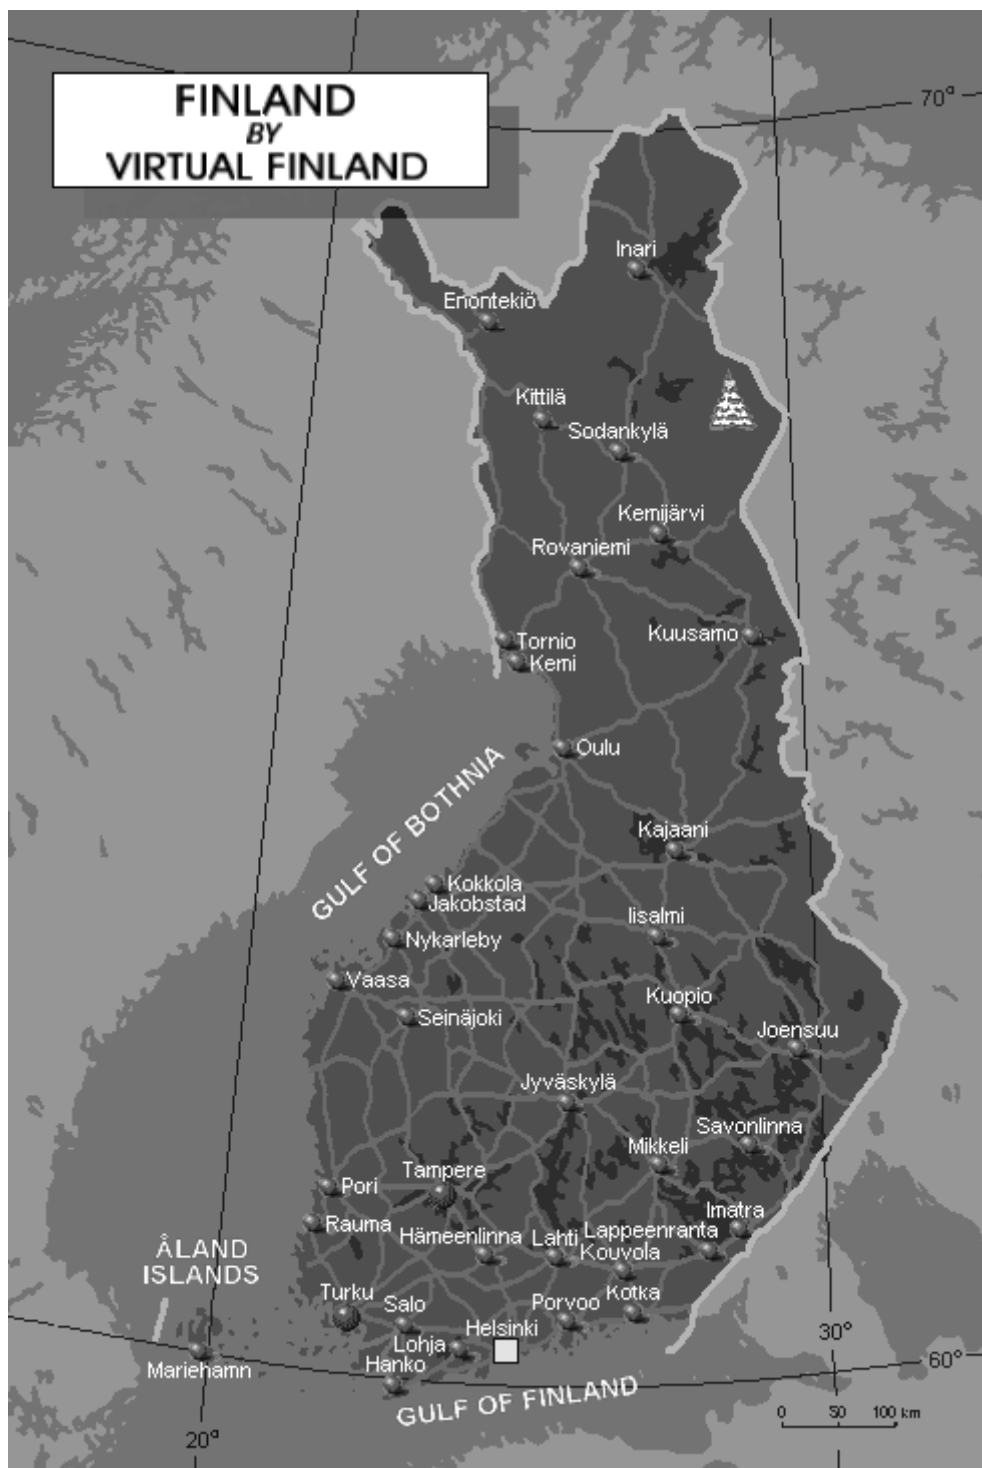 FINLAND
BY
VIRTUAL FINLAND
70°
Inari
Enontekiö
Kittilä
Sodankylä
Kemijärvi
Rovaniemi
Kuusamo
Tornio
Kemi
Oulu
GULF OF BOTHNIA
Kajaani
Kokkola
Jakobstad
Iisalmi
Nykarleby
Vaasa
Kuopio
Seinäjoki
Joensuu
Jyväskylä
Savonlinna
Mikkeli
Tampere
Pori
Imatra
Rauma
Hämeenlinna
Lahti
Lappeenranta
Kouvola
ÅLAND
ISLANDS
Turku
Salo
Porvoo
Kotka
Helsinki
Lohja
Hanko
Mariehamn
30°
60°
GULF OF FINLAND
0 50 100 km
20°